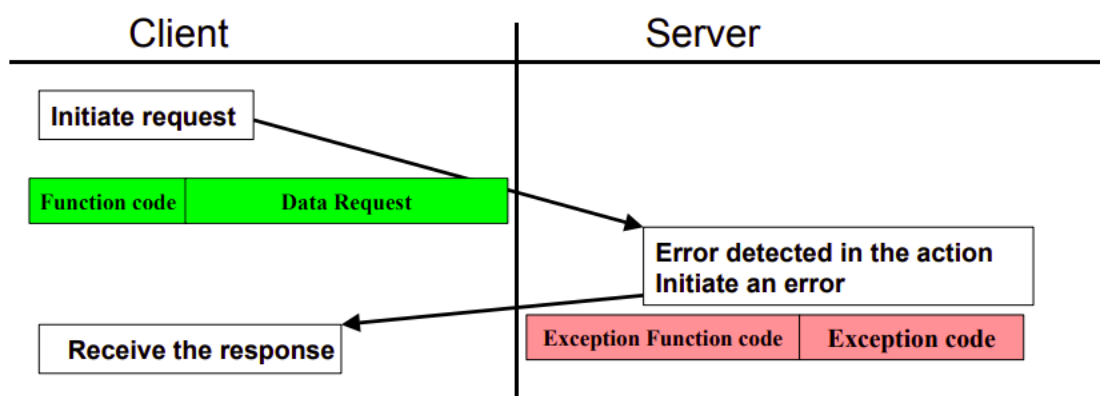 Client
Server
Initiate request
Function code
Data Request
Error detected in the action
Initiate an error
Receive the response
Exception Function code
Exception code